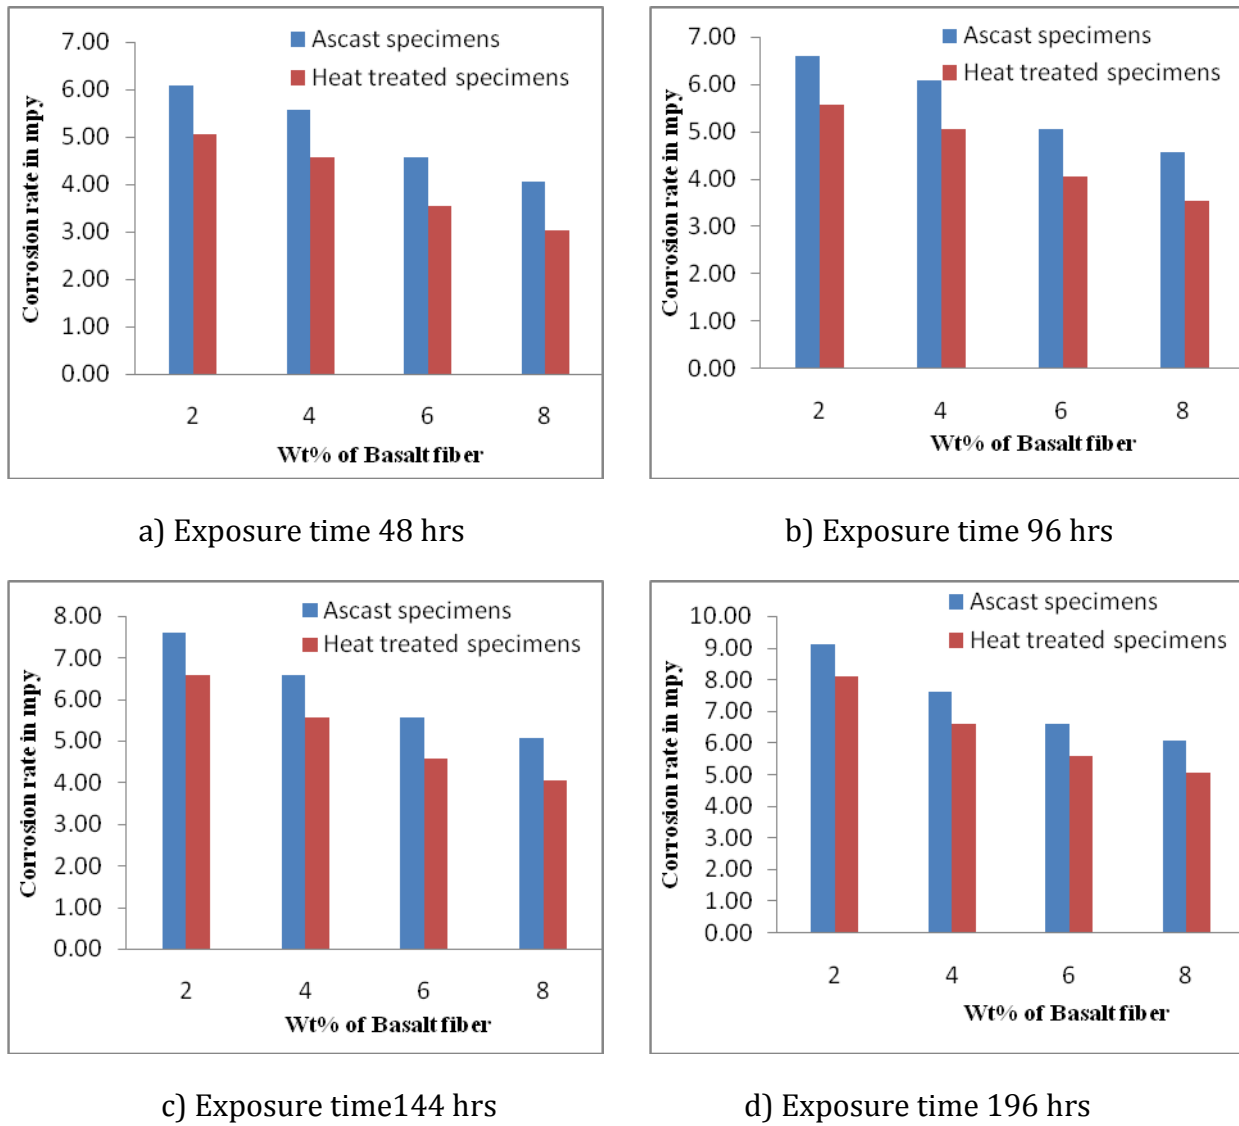 7.00
6.00
5.00
4.00
3.00
2.00
1.00
0.00
Corrosion rate in mpy
Ascast specimens
Heat treated specimens
2 4 6 8
Wt% of Basalt fiber
a) Exposure time 48 hrs
7.00
6.00
5.00
4.00
3.00
2.00
1.00
0.00
Corrosion rate in mpy
Ascast specimens
Heat treated specimens
2 4 6 8
Wt% of Basalt fiber
b) Exposure time 96 hrs
8.00
7.00
6.00
5.00
4.00
3.00
2.00
1.00
0.00
Corrosion rate in mpy
Ascast specimens
Heat treated specimens
2 4 6 8
Wt% of Basalt fiber
c) Exposure time144 hrs
10.00
9.00
8.00
7.00
6.00
5.00
4.00
3.00
2.00
1.00
0.00
Corrosion rate in mpy
Ascast specimens
Heat treated specimens
2 4 6 8
Wt% of Basalt fiber
d) Exposure time 196 hrs